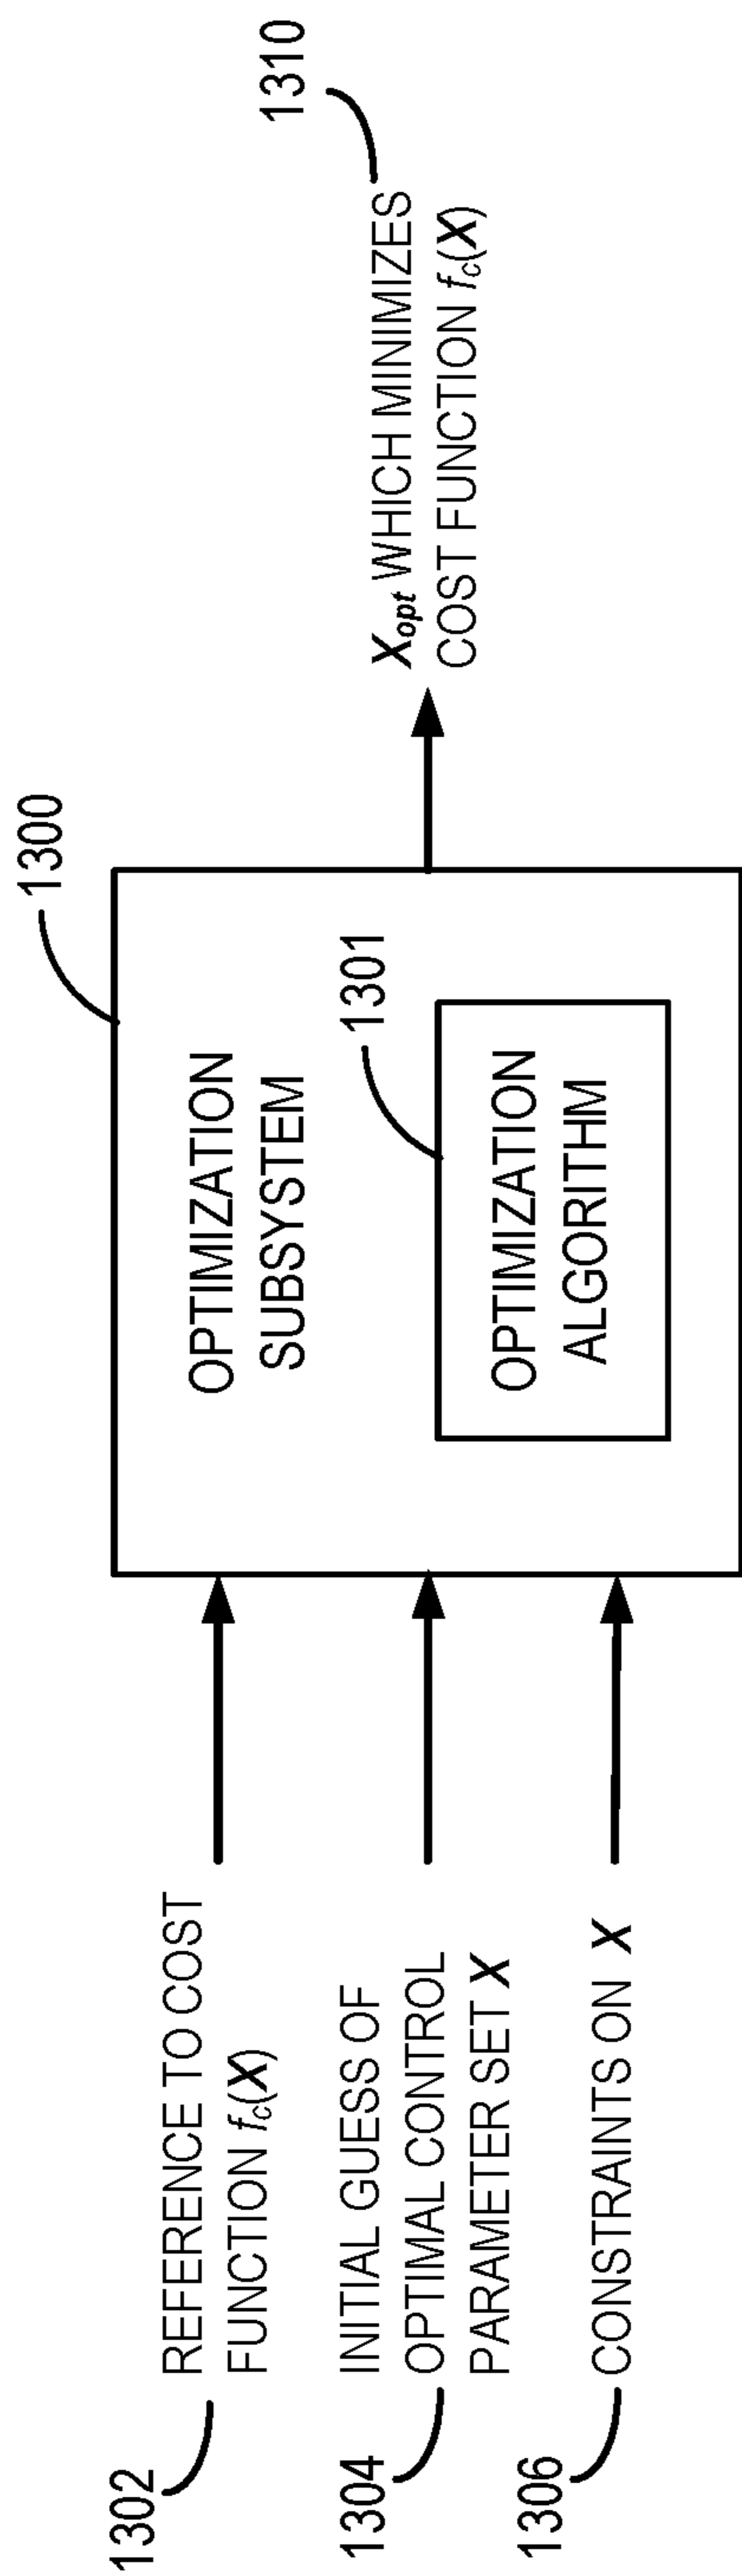 1302
REFERENCE TO COST
FUNCTION fc(X)
1304
INITIAL GUESS OF
OPTIMAL CONTROL
PARAMETER SET X
1306
CONSTRAINTS ON X
1300
OPTIMIZATION
SUBSYSTEM
1301
OPTIMIZATION
ALGORITHM
1310
Xopt WHICH MINIMIZES
COST FUNCTION fc(X)